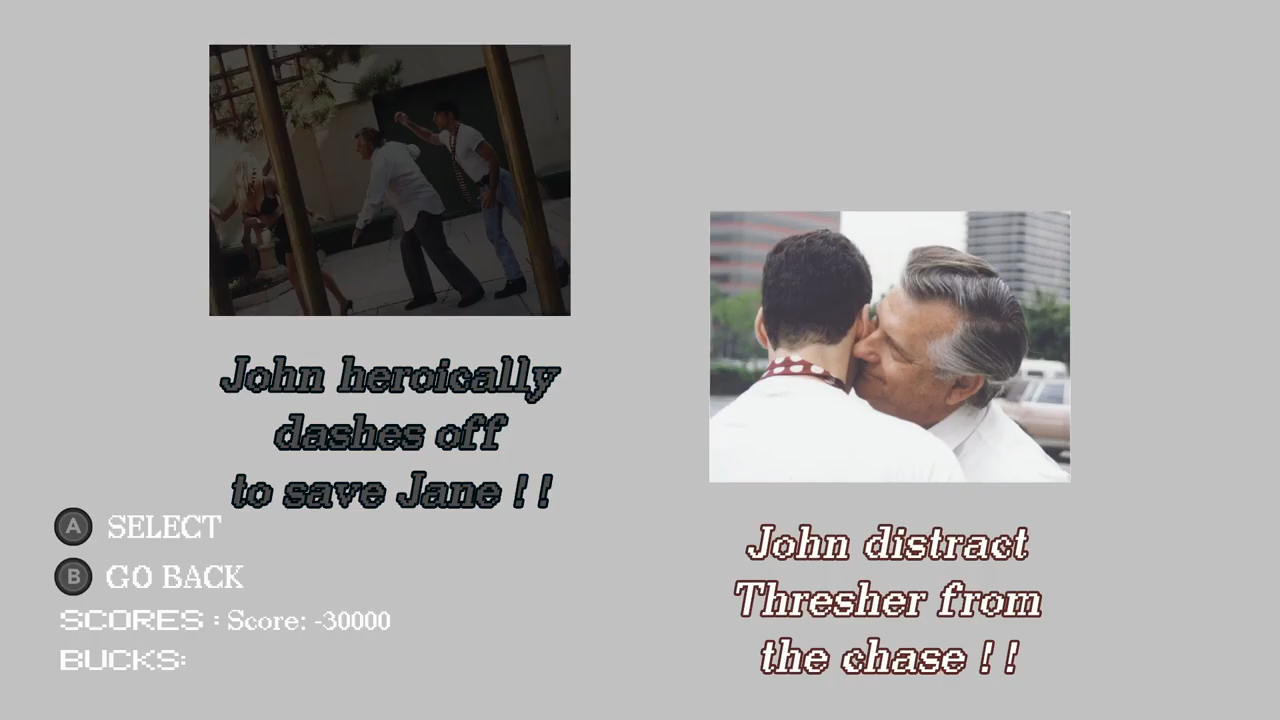 John heroically
dashes off
to save Jane ! !
A SELECT
B GO BACK
SCORES : Score: -30000
BUCKS:
John distract
Thresher from
the chase ! !